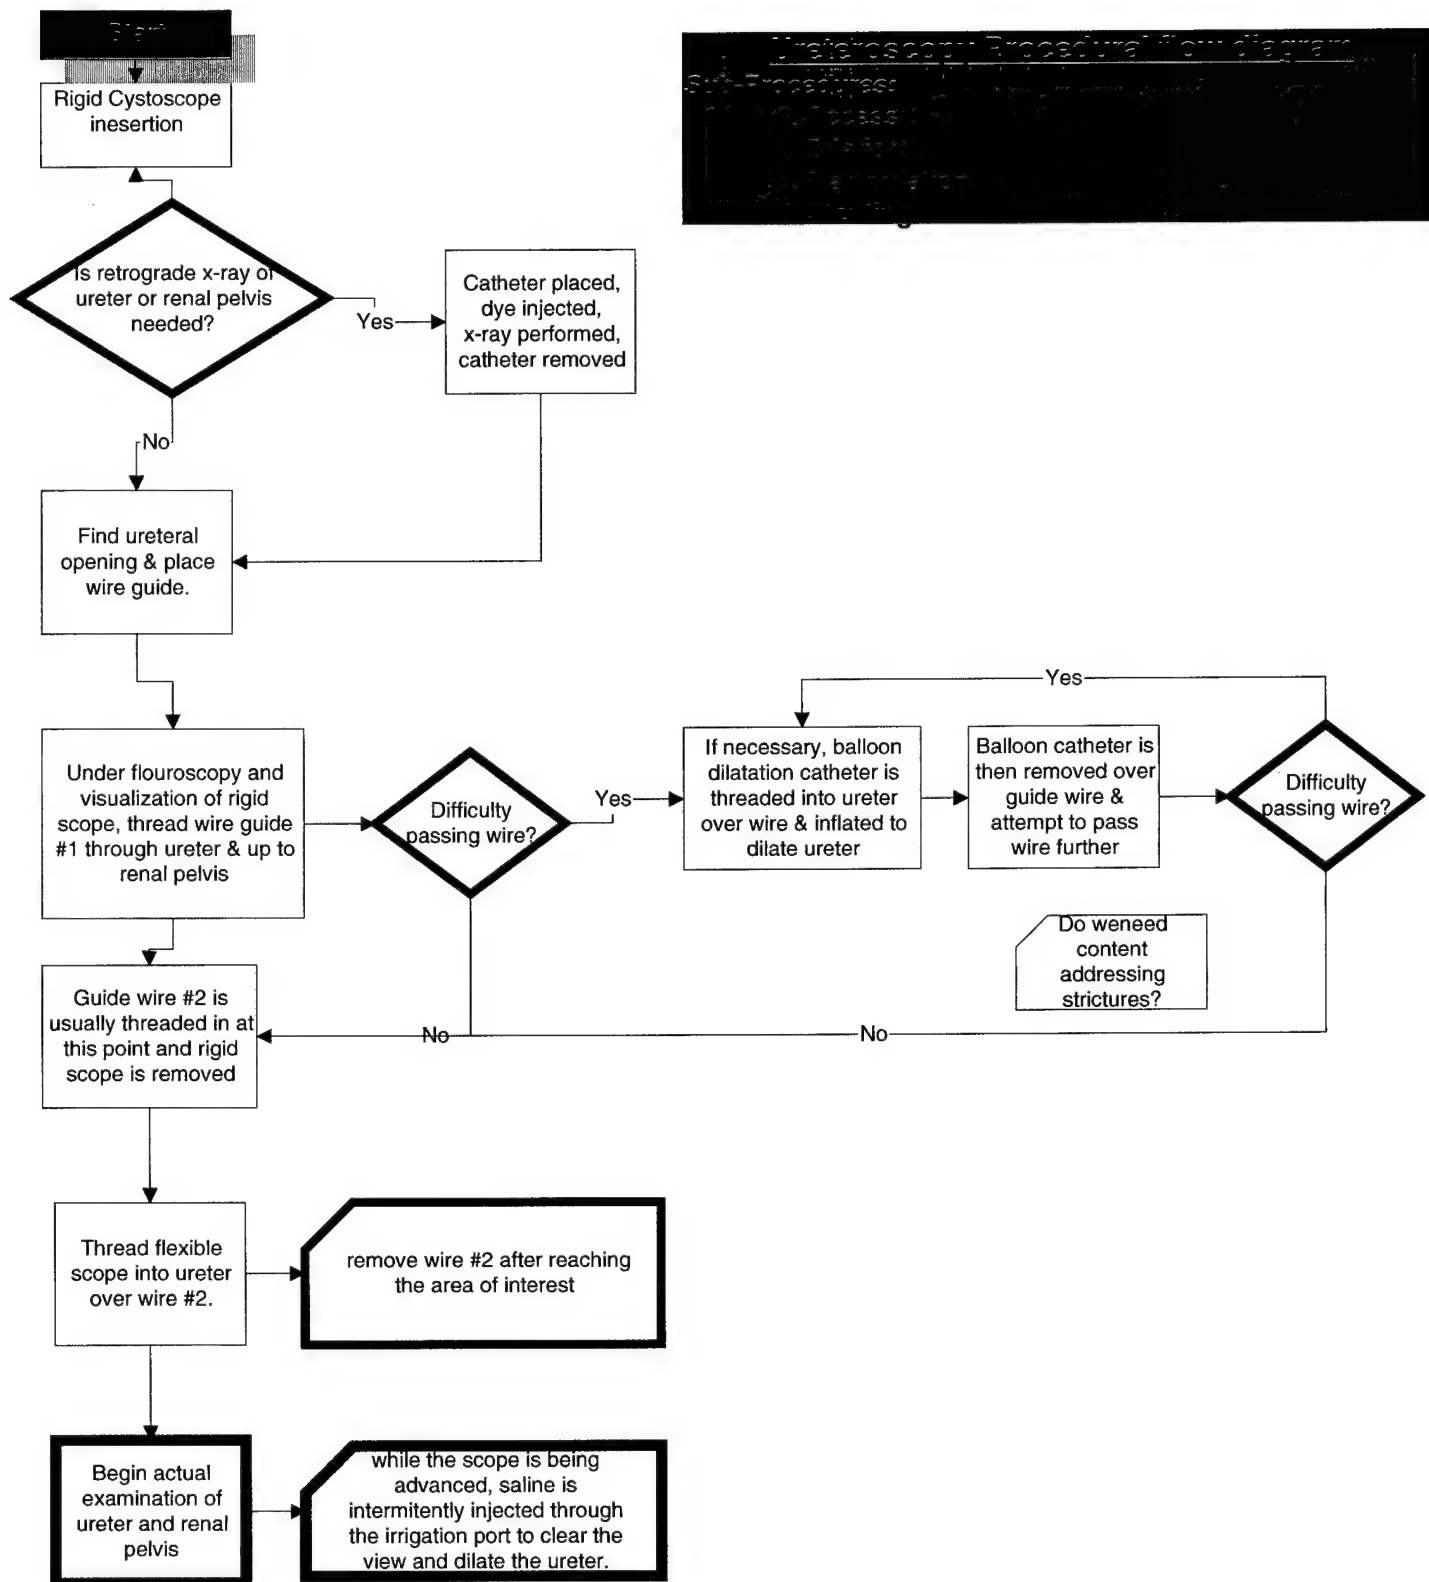 Start
Ureteroscopy Procedural flow diagram
Rigid Cystoscope
inesertion
Is retrograde x-ray of
ureter or renal pelvis
needed?
Yes
Catheter placed,
dye injected,
x-ray performed,
catheter removed
No
Find ureteral
opening & place
wire guide.
Under flouroscopy and
visualization of rigid
scope, thread wire guide
#1 through ureter & up to
renal pelvis
Difficulty
passing wire?
Yes
If necessary, balloon
dilatation catheter is
threaded into ureter
over wire & inflated to
dilate ureter
Balloon catheter is
then removed over
guide wire &
attempt to pass
wire further
Difficulty
passing wire?
Yes
Do weneed
content
addressing
strictures?
Guide wire #2 is
usually threaded in at
this point and rigid
scope is removed
No
No
Thread flexible
scope into ureter
over wire #2.
remove wire #2 after reaching
the area of interest
Begin actual
examination of
ureter and renal
pelvis
while the scope is being
advanced, saline is
intermitently injected through
the irrigation port to clear the
view and dilate the ureter.